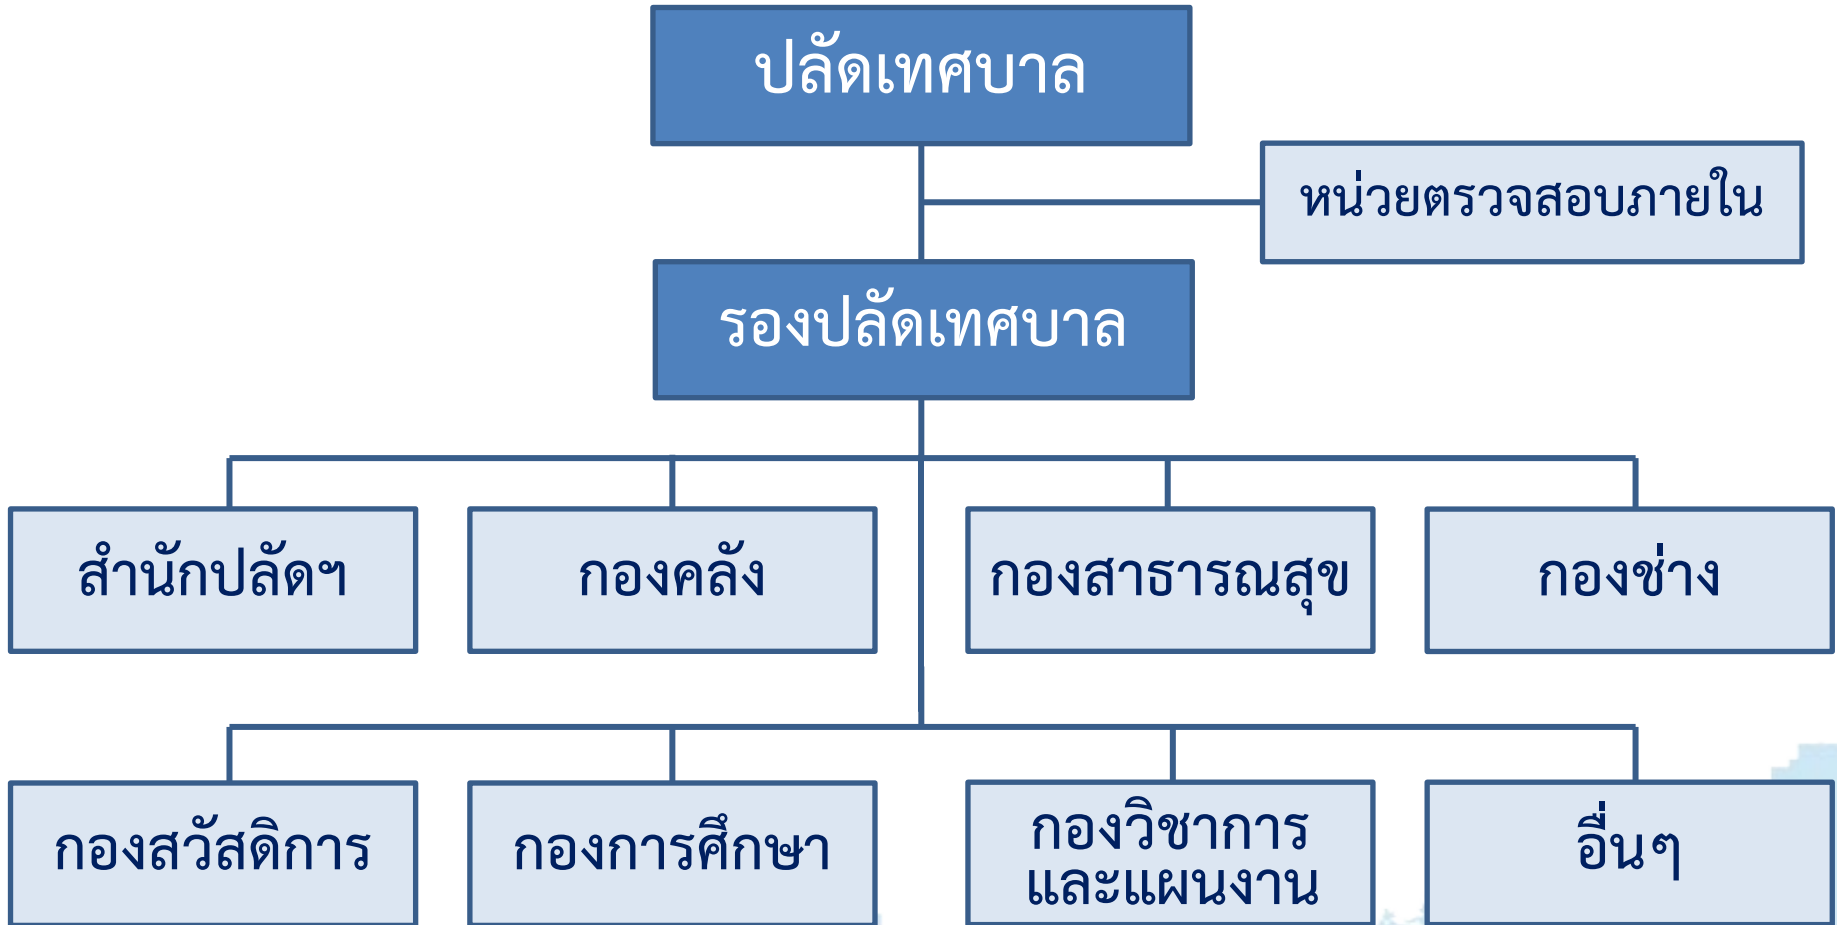 ปลัดเทศบาล
หน่วยตรวจสอบภายใน
รองปลัดเทศบาล
สำนักปลัดฯ
กองคลัง
กองสาธารณสุข
กองช่าง
กองสวัสดิการ
กองการศึกษา
กองวิชาการ
และแผนงาน
อื่นๆ